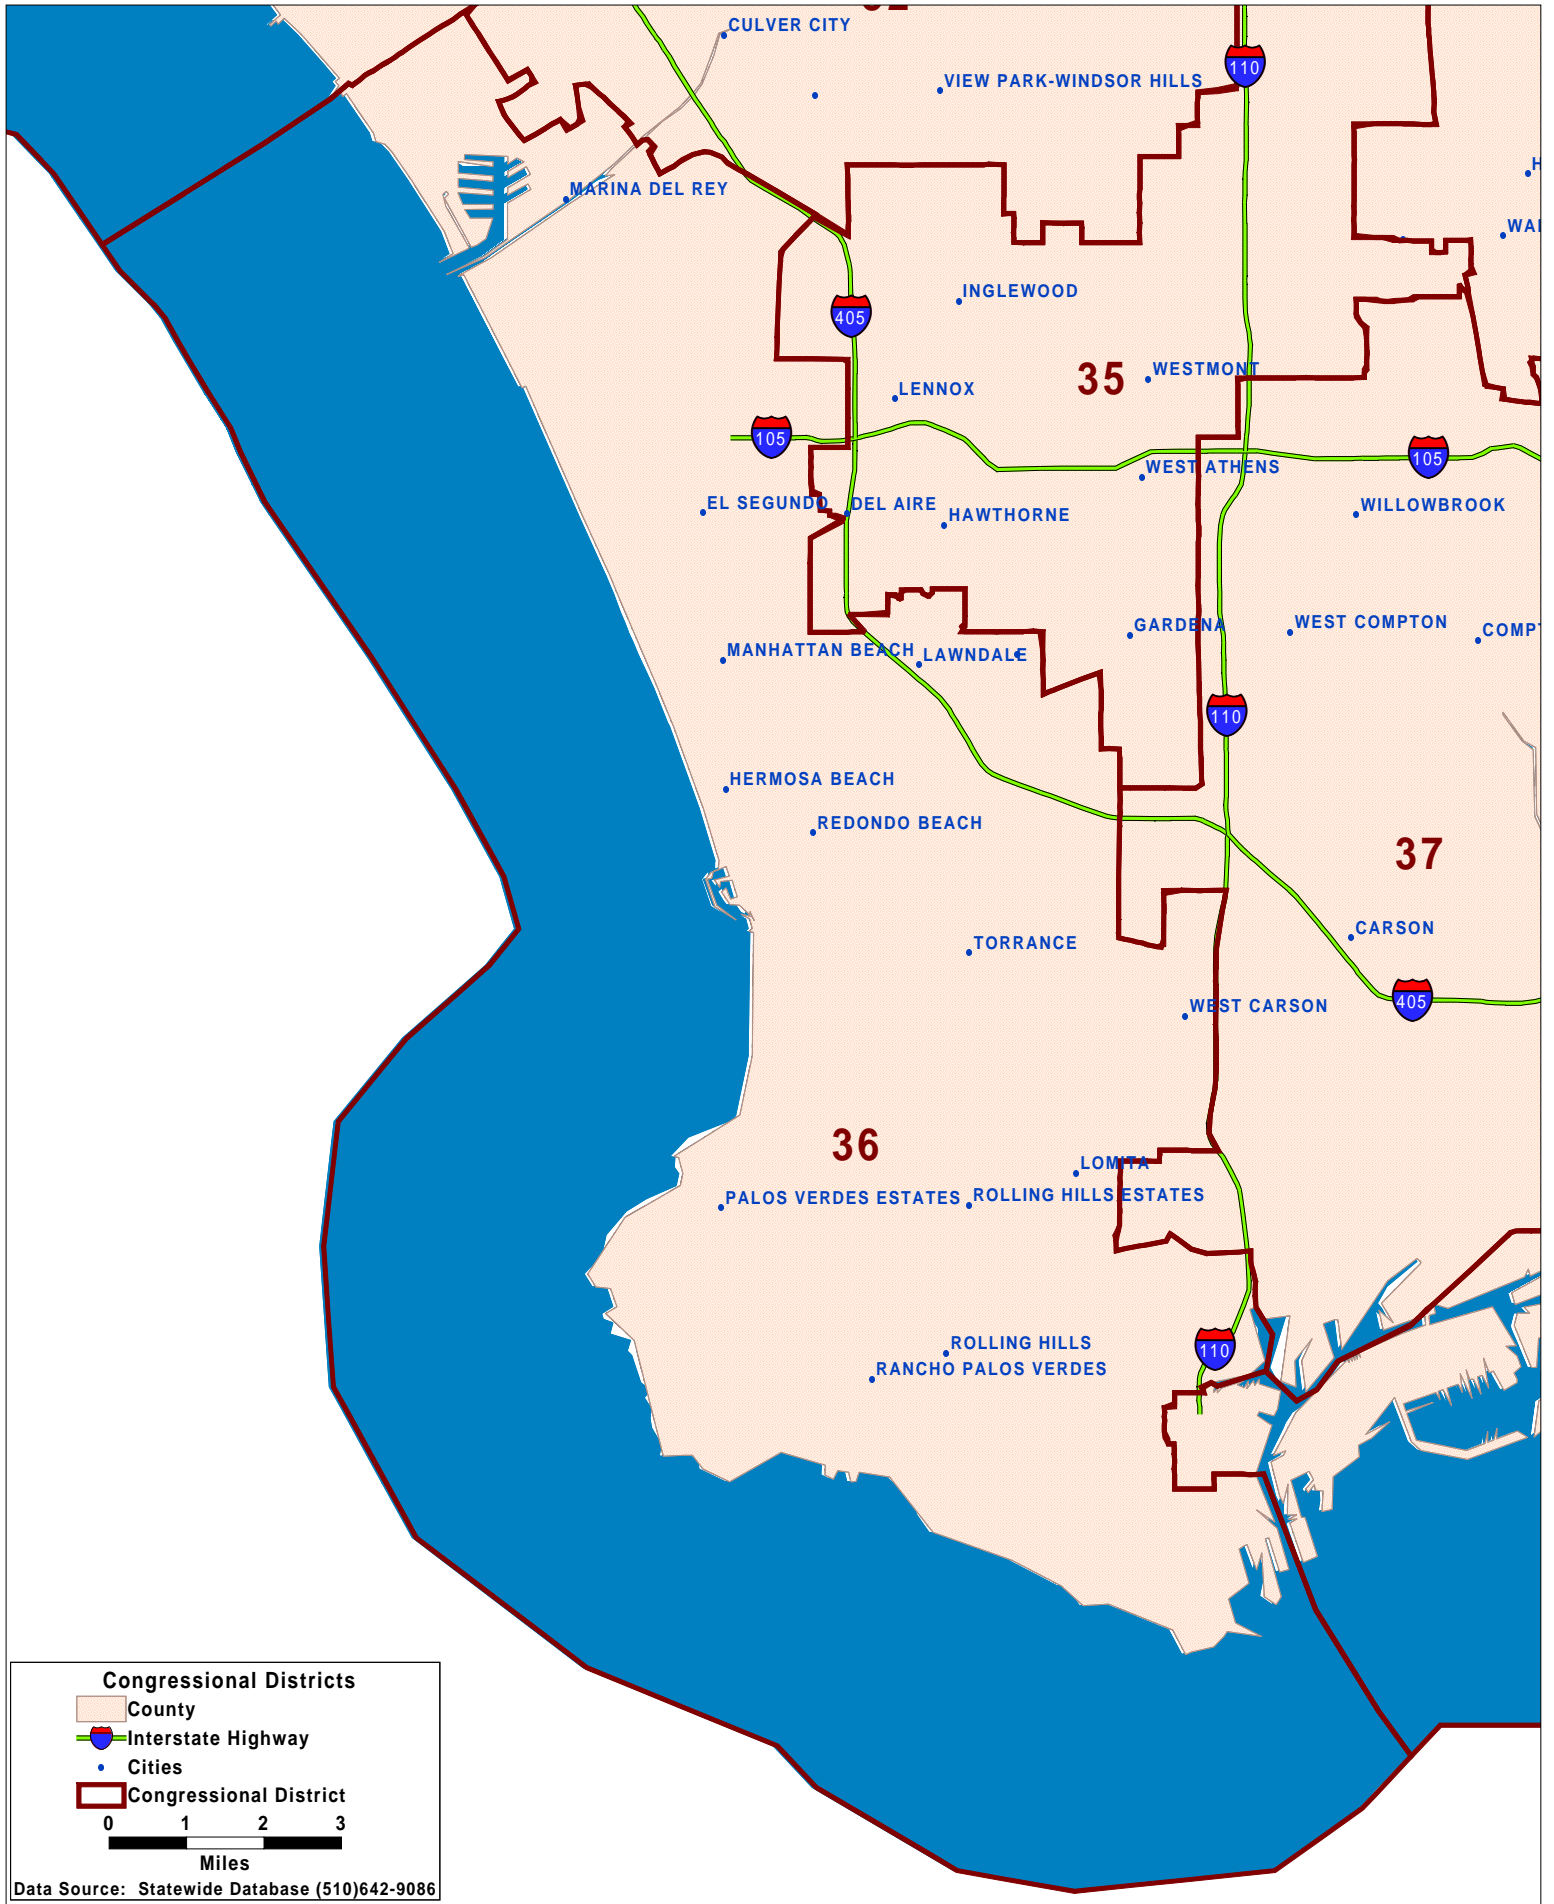 CULVER CITY
110
VIEW PARK-WINDSOR HILLS
MARINA DEL REY
INGLEWOOD
405
35
WESTMONT
LENNOX
105
105
WEST ATHENS
EL SEGUNDO
DEL AIRE
HAWTHORNE
WILLOWBROOK
GARDENA
WEST COMPTON
MANHATTAN BEACH
LAWNDALE
110
HERMOSA BEACH
REDONDO BEACH
37
CARSON
TORRANCE
405
WEST CARSON
36
LOMITA
PALOS VERDES ESTATES
ROLLING HILLS ESTATES
ROLLING HILLS
110
RANCHO PALOS VERDES
Congressional Districts
County
Interstate Highway
Cities
Congressional District
0 1 2 3
Miles
Data Source: Statewide Database (510)642-9086